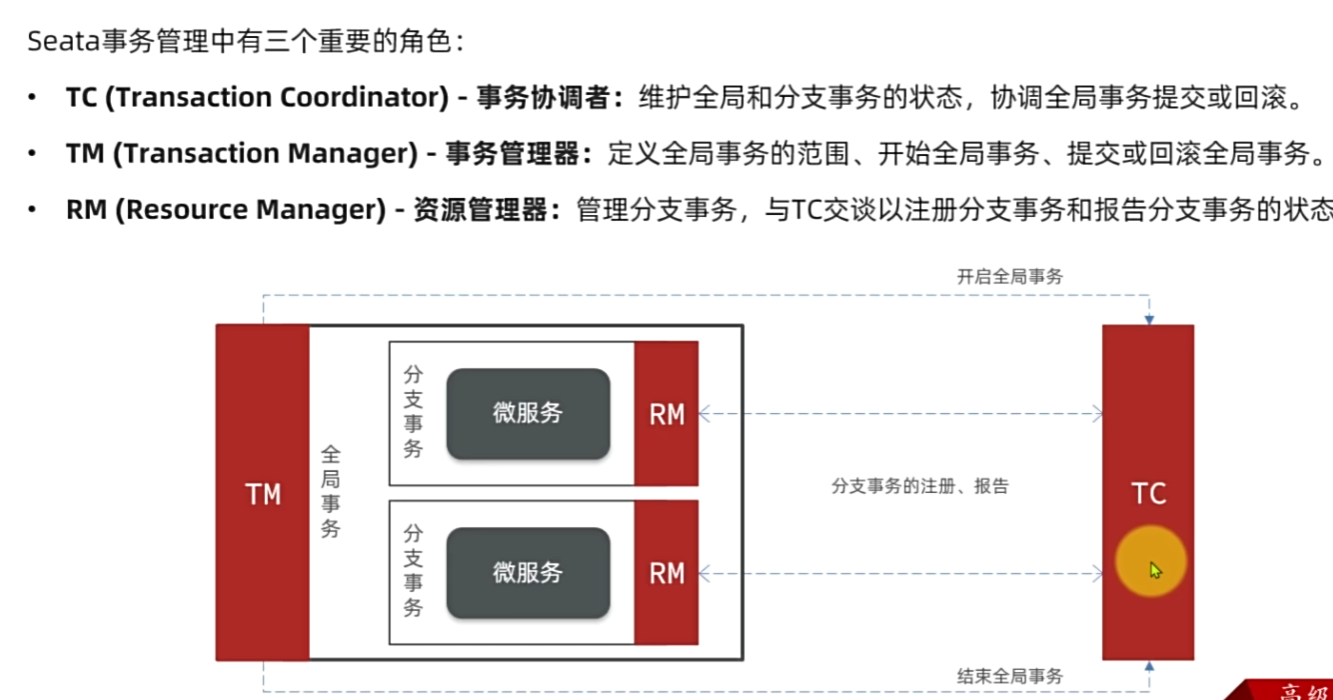 Seata事务管理中有三个重要的角色：
• TC (Transaction Coordinator) - 事务协调者：维护全局和分支事务的状态，协调全局事务提交或回滚。
• TM (Transaction Manager) - 事务管理器：定义全局事务的范围、开始全局事务、提交或回滚全局事务。
• RM (Resource Manager) - 资源管理器：管理分支事务，与TC交谈以注册分支事务和报告分支事务的状态
开启全局事务
TM
全局事务
分支事务
微服务
RM
分支事务
微服务
RM
分支事务的注册、报告
TC
结束全局事务
高级